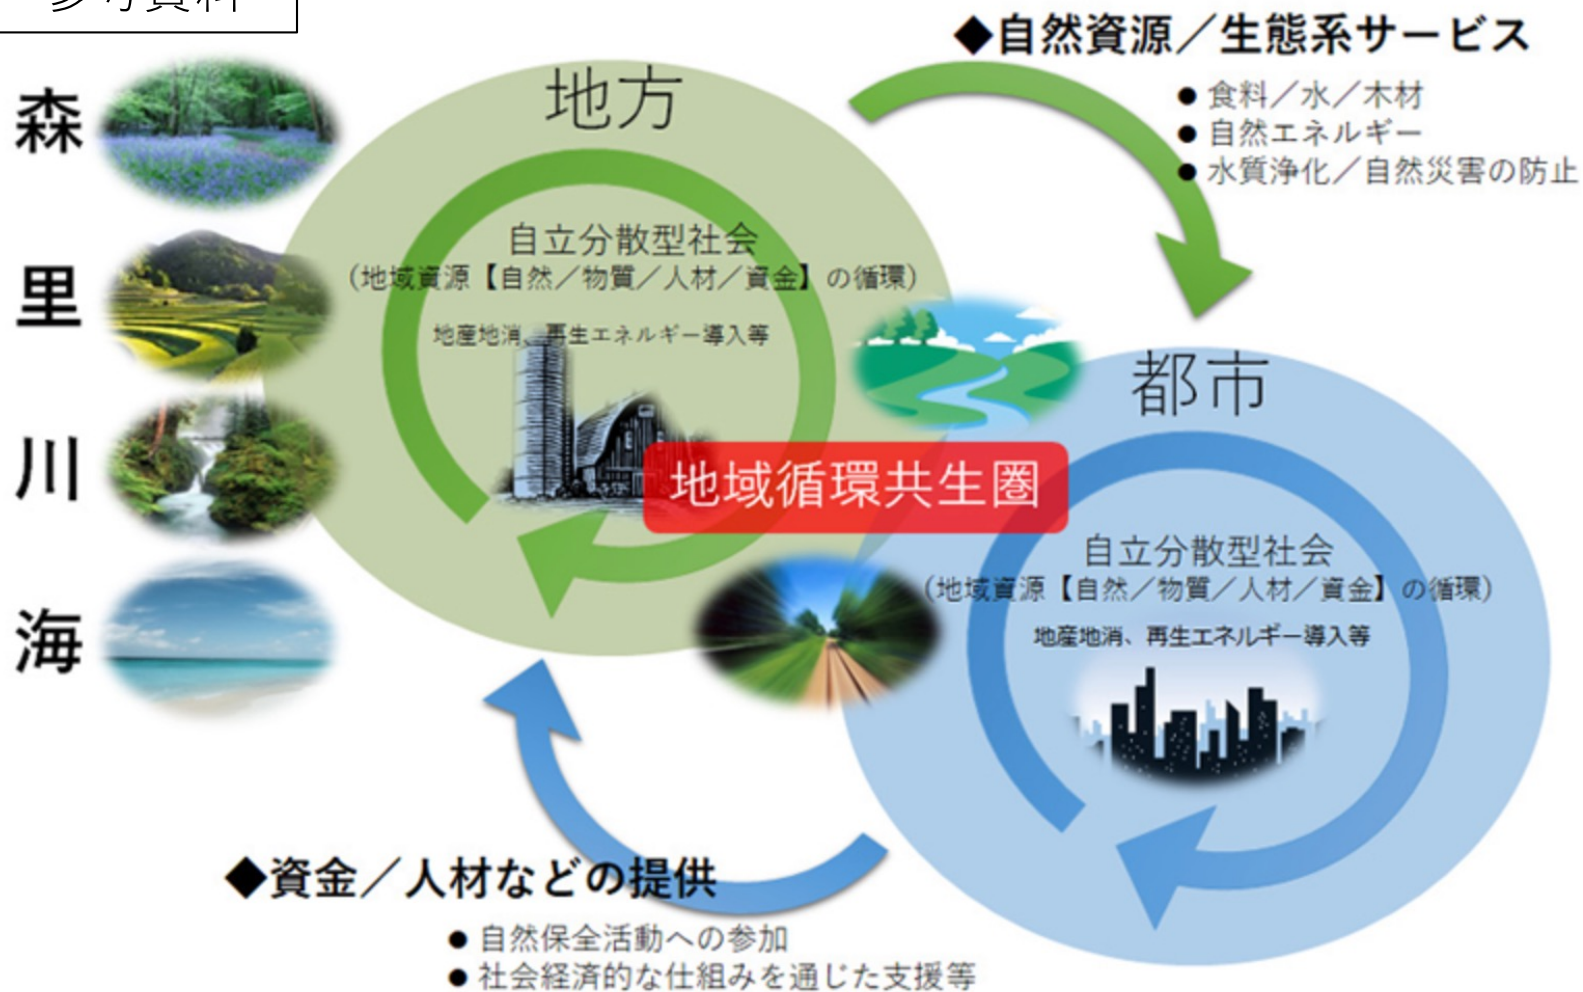 参考資料
◆自然資源／生態系サービス
● 食料／水／木材
● 自然エネルギー
● 水質浄化／自然災害の防止
森
里
川
海
地方
自立分散型社会
（地域資源【自然／物質／人材／資金】の循環）
地産地消、再生エネルギー導入等
地域循環共生圏
都市
自立分散型社会
（地域資源【自然／物質／人材／資金】の循環）
地産地消、再生エネルギー導入等
◆資金／人材などの提供
● 自然保全活動への参加
● 社会経済的な仕組みを通じた支援等